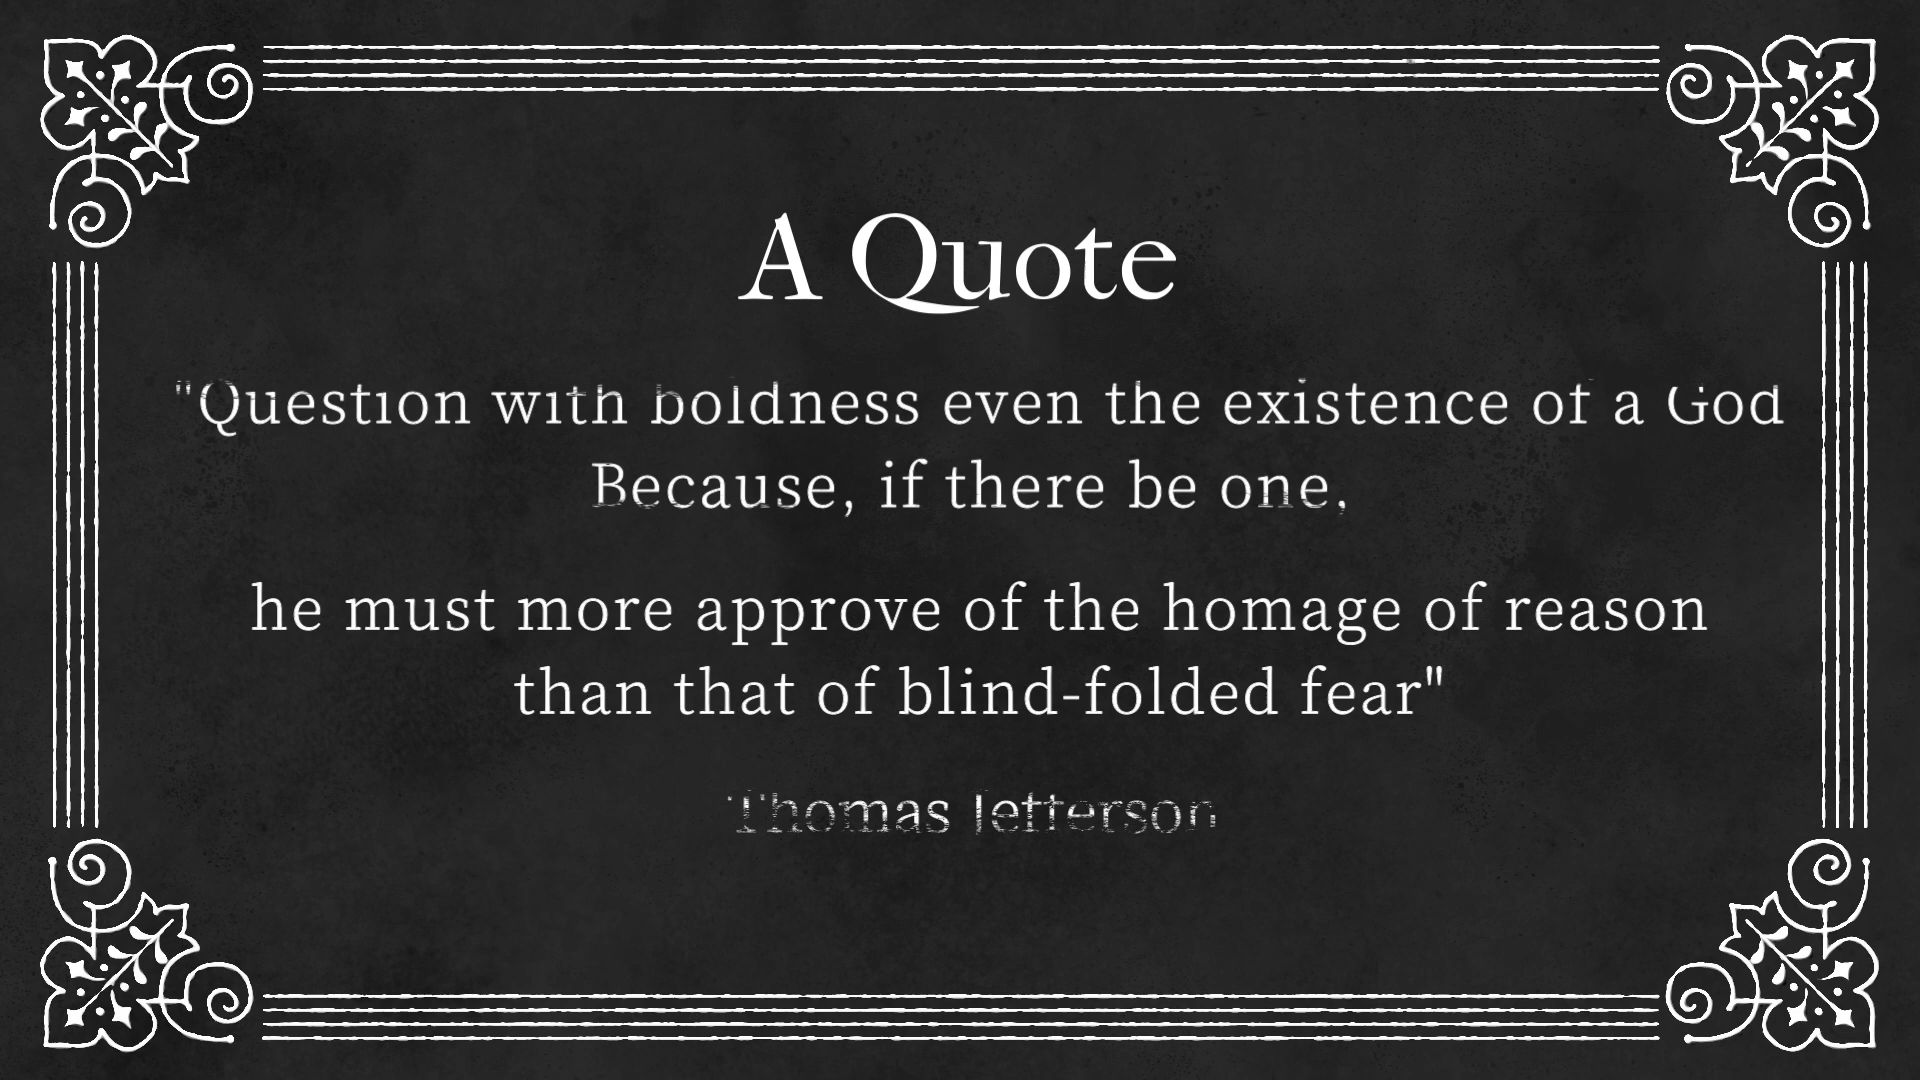 A Quote
"Question with boldness even the existence of a God
Because, if there be one,
he must more approve of the homage of reason
than that of blind-folded fear"
Thomas Jefferson